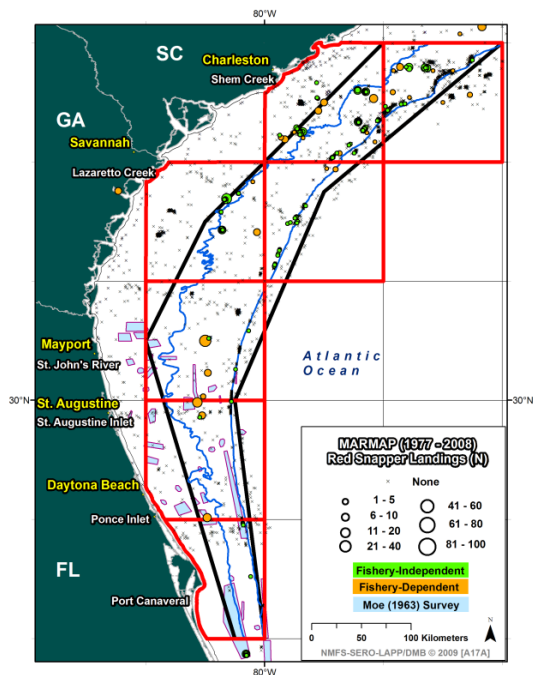 80°W
SC
Charleston
Shem Creek
GA
Savannah
Lazaretto Creek
Mayport
St. John's River
Atlantic
Ocean
30°N
30°N
St. Augustine
St. Augustine Inlet
Daytona Beach
Ponce Inlet
FL
Port Canaveral
MARMAP (1977 - 2008)
Red Snapper Landings (N)
None
1 - 5
6 - 10
11 - 20
21 - 40
41 - 60
61 - 80
81 - 100
Fishery-Independent
Fishery-Dependent
Moe (1963) Survey
0 50 100 Kilometers
N
NMFS-SERO-LAPP/DMB © 2009 [A17A]
80°W